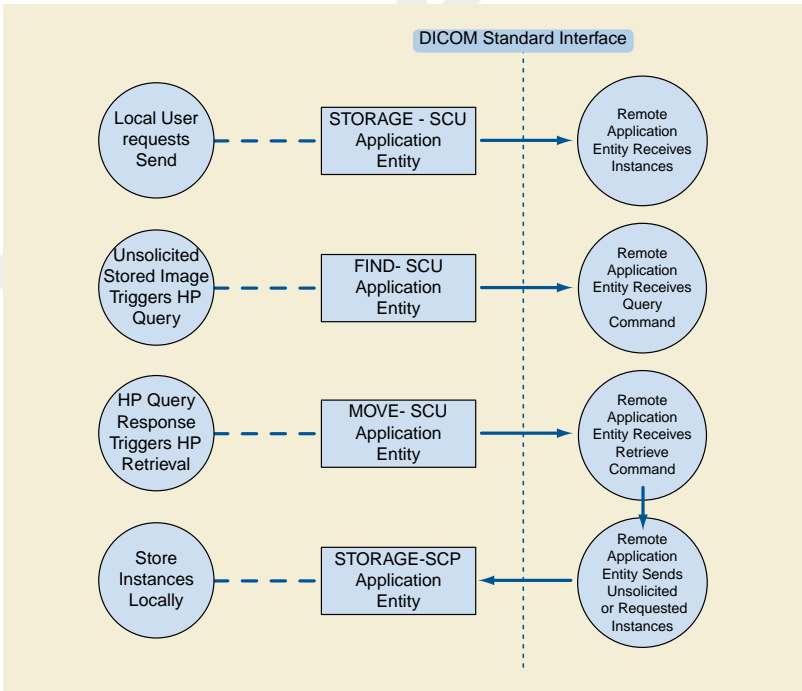 DICOM Standard Interface
Local User
requests
Send
STORAGE - SCU
Application
Entity
Remote
Application
Entity Receives
Instances
Unsolicited
Stored Image
Triggers HP
Query
FIND- SCU
Application
Entity
Remote
Application
Entity Receives
Query
Command
HP Query
Response
Triggers HP
Retrieval
MOVE- SCU
Application
Entity
Remote
Application
Entity Receives
Retrieve
Command
Store
Instances
Locally
STORAGE-SCP
Application
Entity
Remote
Application
Entity Sends
Unsolicited
or Requested
Instances